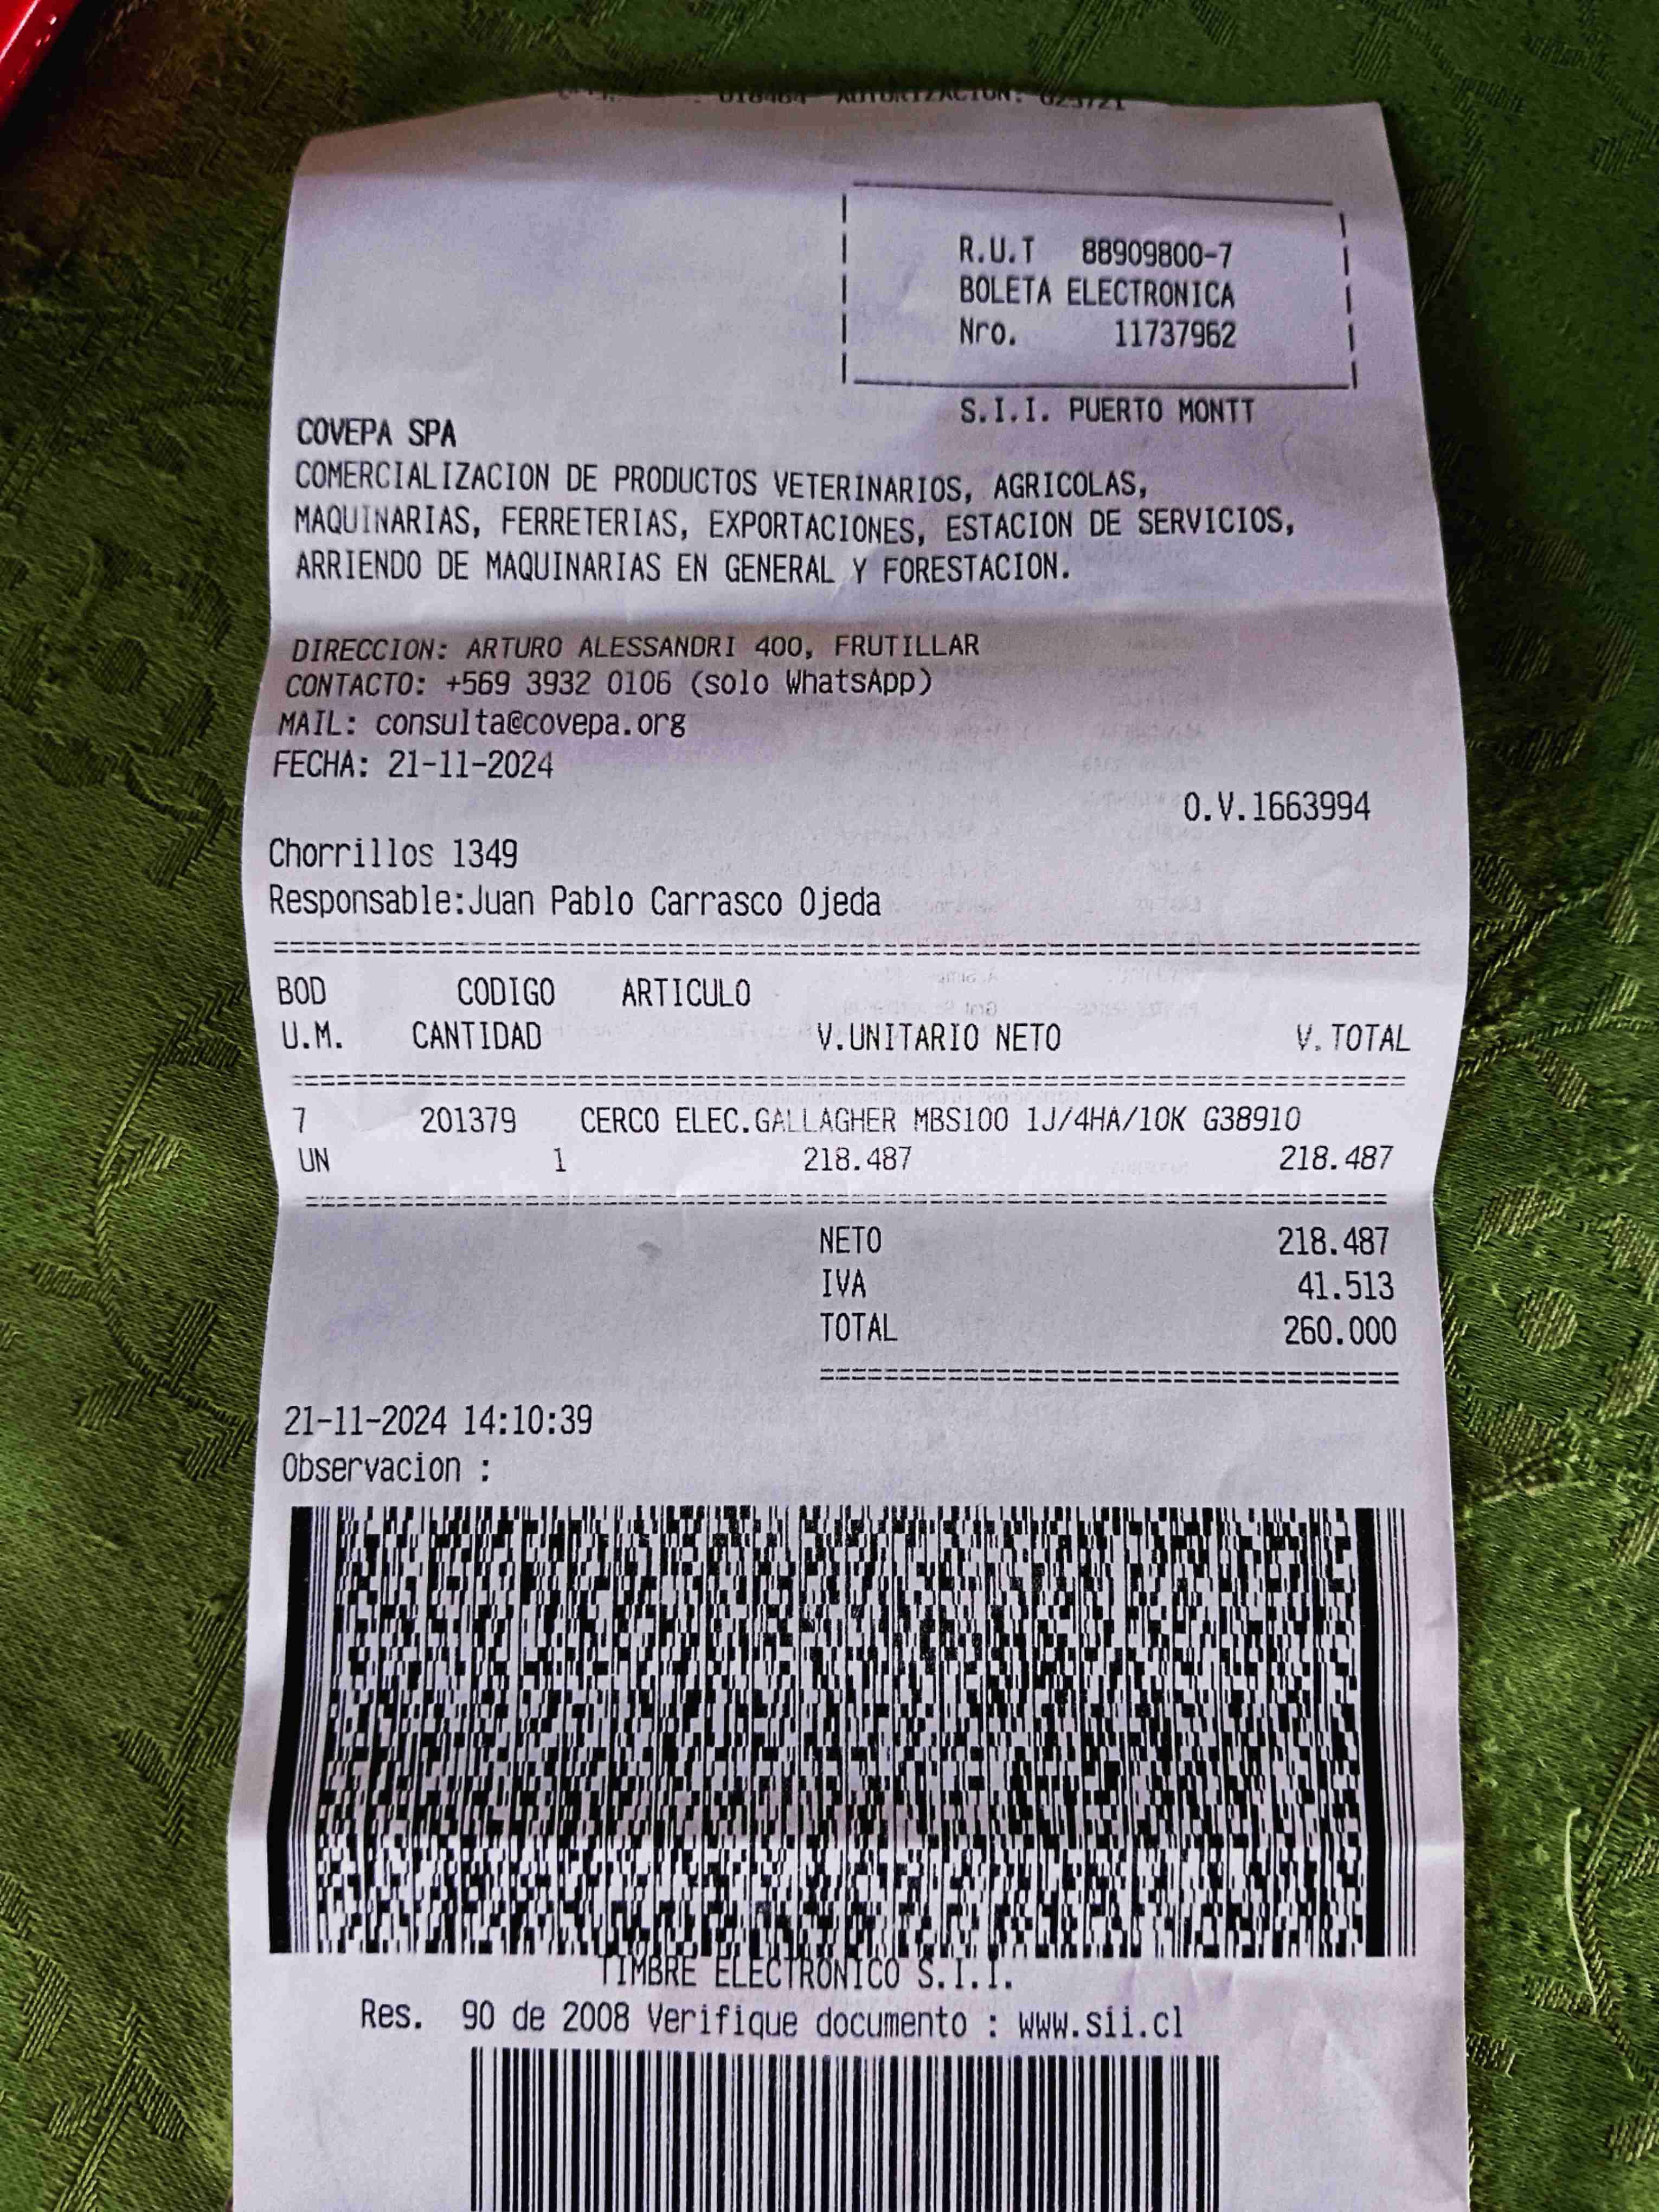 AUTORIZACION: 623721
R.U.T 88909800-7
BOLETA ELECTRONICA
Nro. 11737962
S.I.I. PUERTO MONTT
COVEPA SPA
COMERCIALIZACION DE PRODUCTOS VETERINARIOS, AGRICOLAS,
MAQUINARIAS, FERRETERIAS, EXPORTACIONES, ESTACION DE SERVICIOS,
ARRIENDO DE MAQUINARIAS EN GENERAL Y FORESTACION.
DIRECCION: ARTURO ALESSANDRI 400, FRUTILLAR
CONTACTO: +569 3932 0106 (solo WhatsApp)
MAIL: consulta@covepa.org
FECHA: 21-11-2024
O.V.1663994
Chorrillos 1349
Responsable:Juan Pablo Carrasco Ojeda
BOD CODIGO ARTICULO
U.M. CANTIDAD V.UNITARIO NETO V.TOTAL
7 201379 CERCO ELEC.GALLAGHER MBS100 1J/4HA/10K G38910
UN 1 218.487 218.487
NETO 218.487
IVA 41.513
TOTAL 260.000
21-11-2024 14:10:39
Observacion :
TIMBRE ELECTRONICO S.I.I.
Res. 90 de 2008 Verifique documento : www.sii.cl